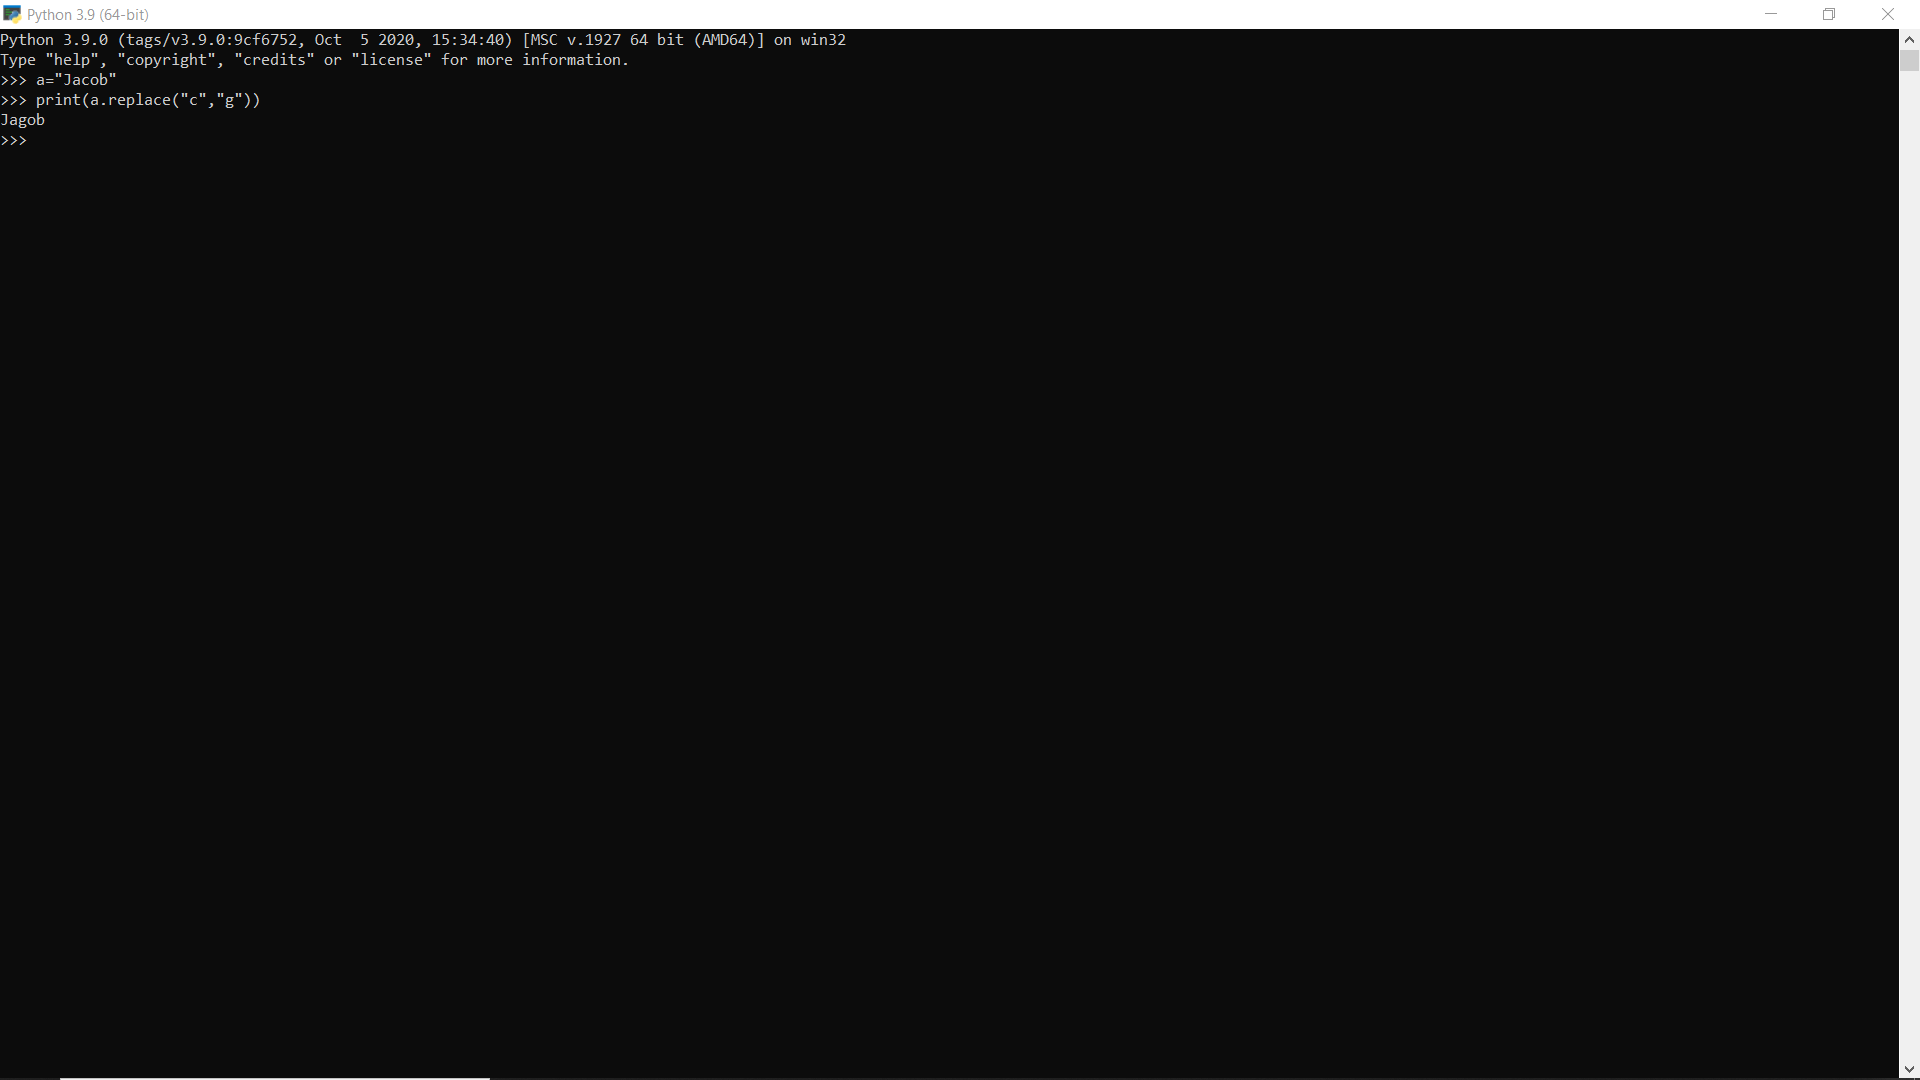 Python 3.9 (64-bit)
Python 3.9.0 (tags/v3.9.0:9cf6752, Oct  5 2020, 15:34:40) [MSC v.1927 64 bit (AMD64)] on win32
Type "help", "copyright", "credits" or "license" for more information.
>>> a="Jacob"
>>> print(a.replace("c","g"))
Jagob
>>>